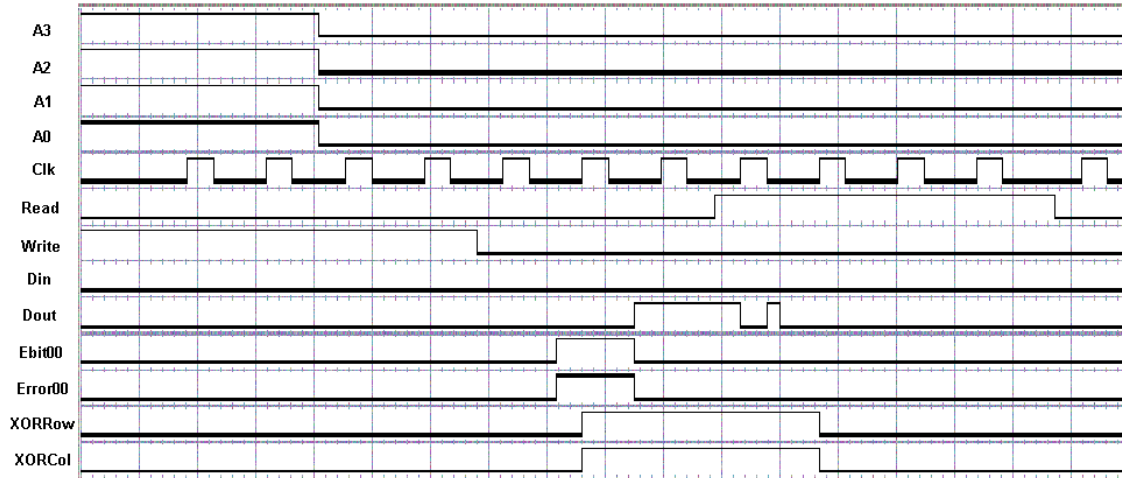 A3
A2
A1
A0
Clk
Read
Write
Din
Dout
Ebit00
Error00
XORRow
XORCol